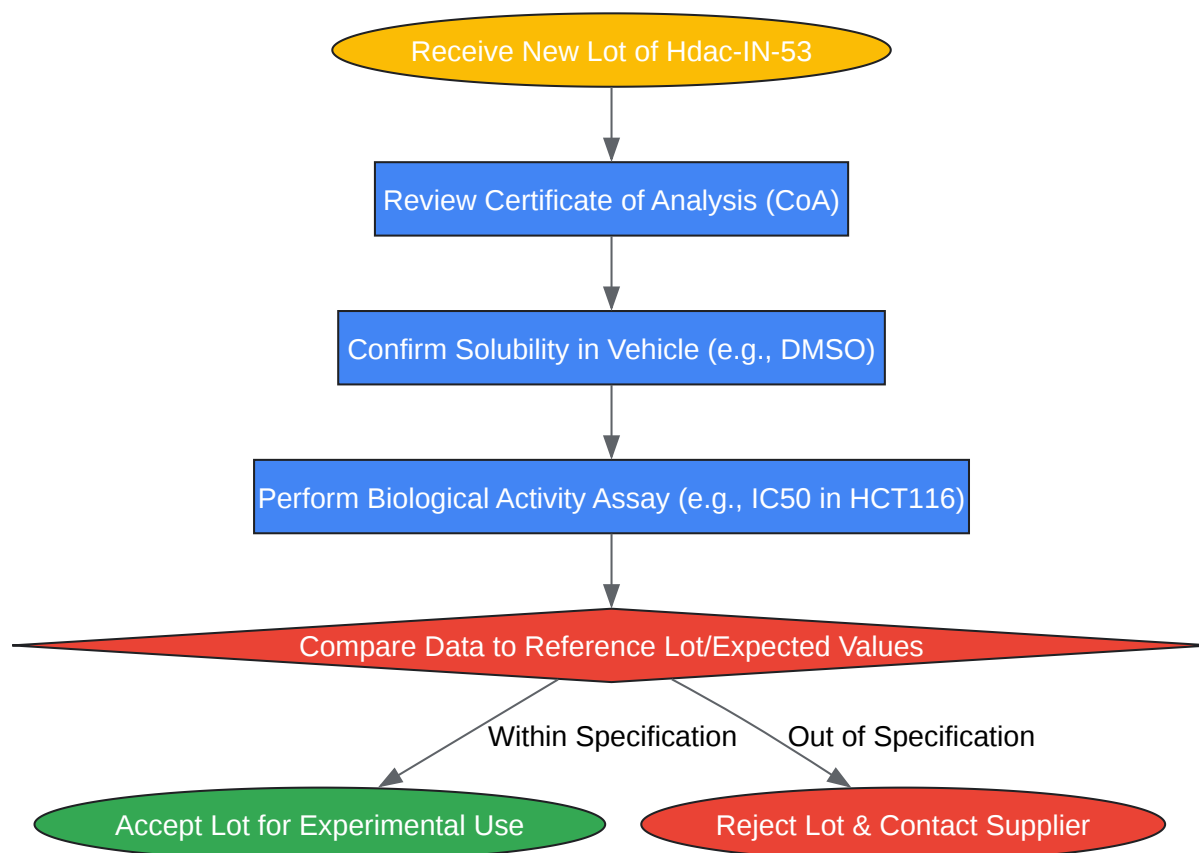 Receive New Lot of Hdac-IN-53
Review Certificate of Analysis (CoA)
Confirm Solubility in Vehicle (e.g., DMSO)
Perform Biological Activity Assay (e.g., IC50 in HCT116)
Compare Data to Reference Lot/Expected Values
Within Specification
Out of Specification
Accept Lot for Experimental Use
Reject Lot & Contact Supplier